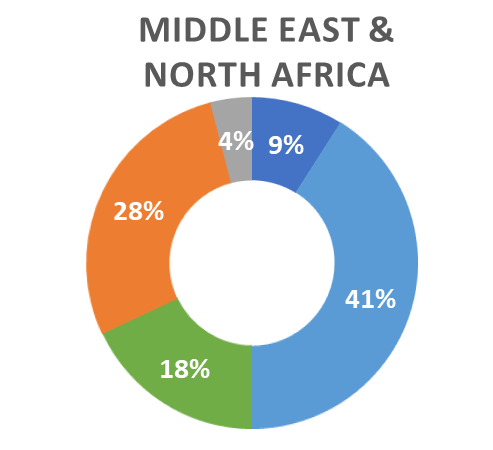 MIDDLE EAST &
NORTH AFRICA
4%
9%
28%
41%
18%